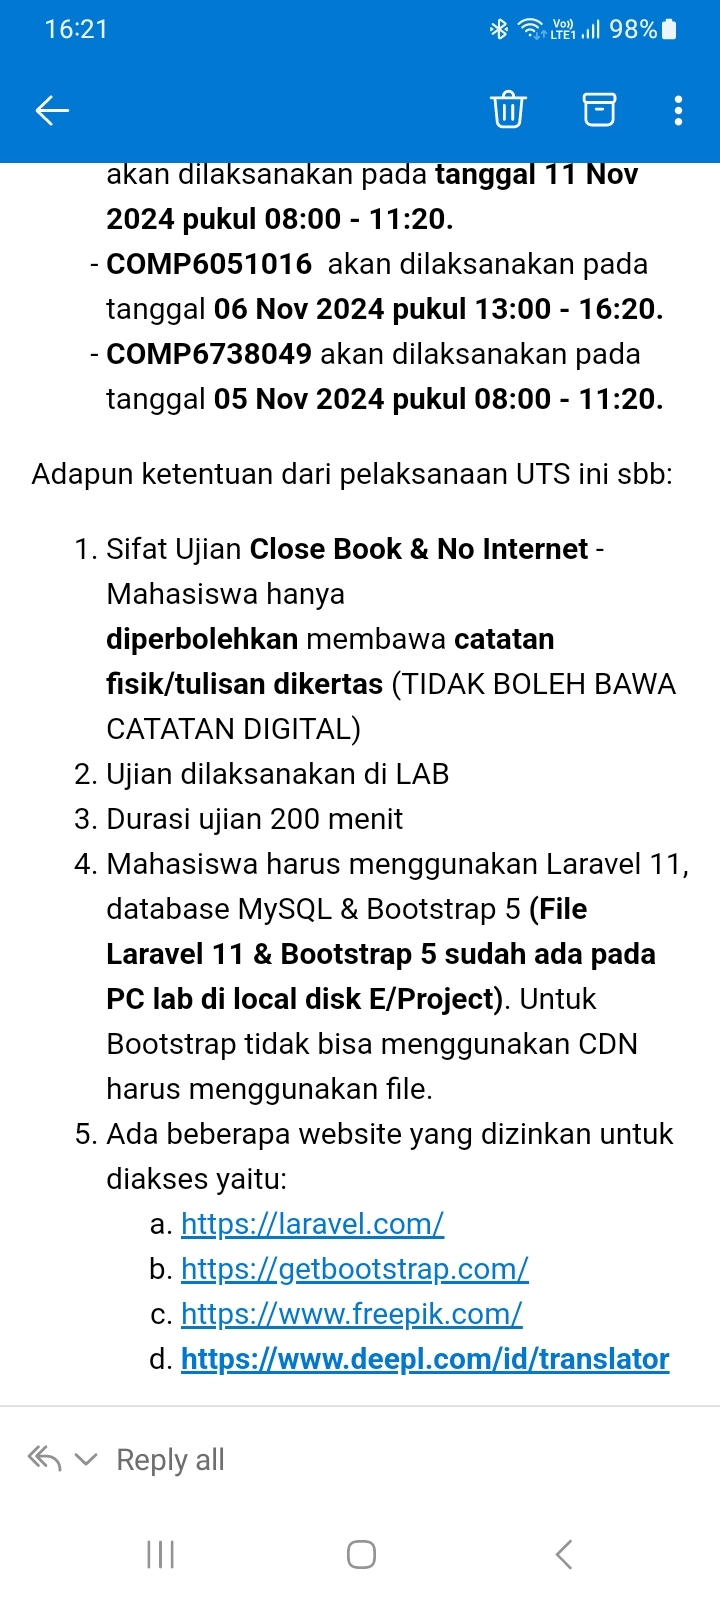 16:21
Vo)) LTE1 98%
akan dilaksanakan pada tanggal 11 Nov
2024 pukul 08:00 - 11:20.
- COMP6051016 akan dilaksanakan pada
tanggal 06 Nov 2024 pukul 13:00 - 16:20.
- COMP6738049 akan dilaksanakan pada
tanggal 05 Nov 2024 pukul 08:00 - 11:20.
Adapun ketentuan dari pelaksanaan UTS ini sbb:
1. Sifat Ujian Close Book & No Internet -
Mahasiswa hanya
diperbolehkan membawa catatan
fisik/tulisan dikertas (TIDAK BOLEH BAWA
CATATAN DIGITAL)
2. Ujian dilaksanakan di LAB
3. Durasi ujian 200 menit
4. Mahasiswa harus menggunakan Laravel 11,
database MySQL & Bootstrap 5 (File
Laravel 11 & Bootstrap 5 sudah ada pada
PC lab di local disk E/Project). Untuk
Bootstrap tidak bisa menggunakan CDN
harus menggunakan file.
5. Ada beberapa website yang dizinkan untuk
diakses yaitu:
a. https://laravel.com/
b. https://getbootstrap.com/
c. https://www.freepik.com/
d. https://www.deepl.com/id/translator
Reply all